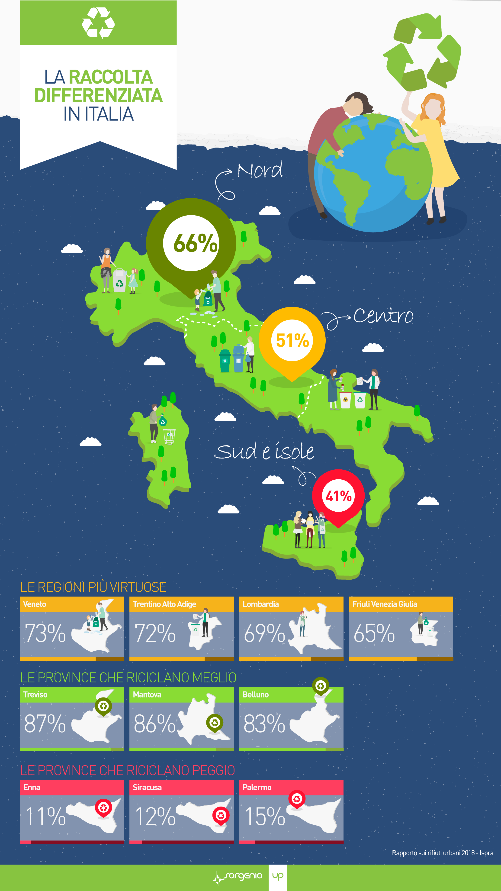 LA RACCOLTA
DIFFERENZIATA
IN ITALIA
Nord
66%
Centro
51%
Sud e isole
41%
LE REGIONI PIÙ VIRTUOSE
Veneto
73%
Trentino Alto Adige
72%
Lombardia
69%
Friuli Venezia Giulia
65%
LE PROVINCE CHE RICICLANO MEGLIO
Treviso
87%
Mantova
86%
Belluno
83%
LE PROVINCE CHE RICICLANO PEGGIO
Enna
11%
Siracusa
12%
Palermo
15%
Rapporto sui rifiuti urbani 2018 - Ispra
sorgenia up